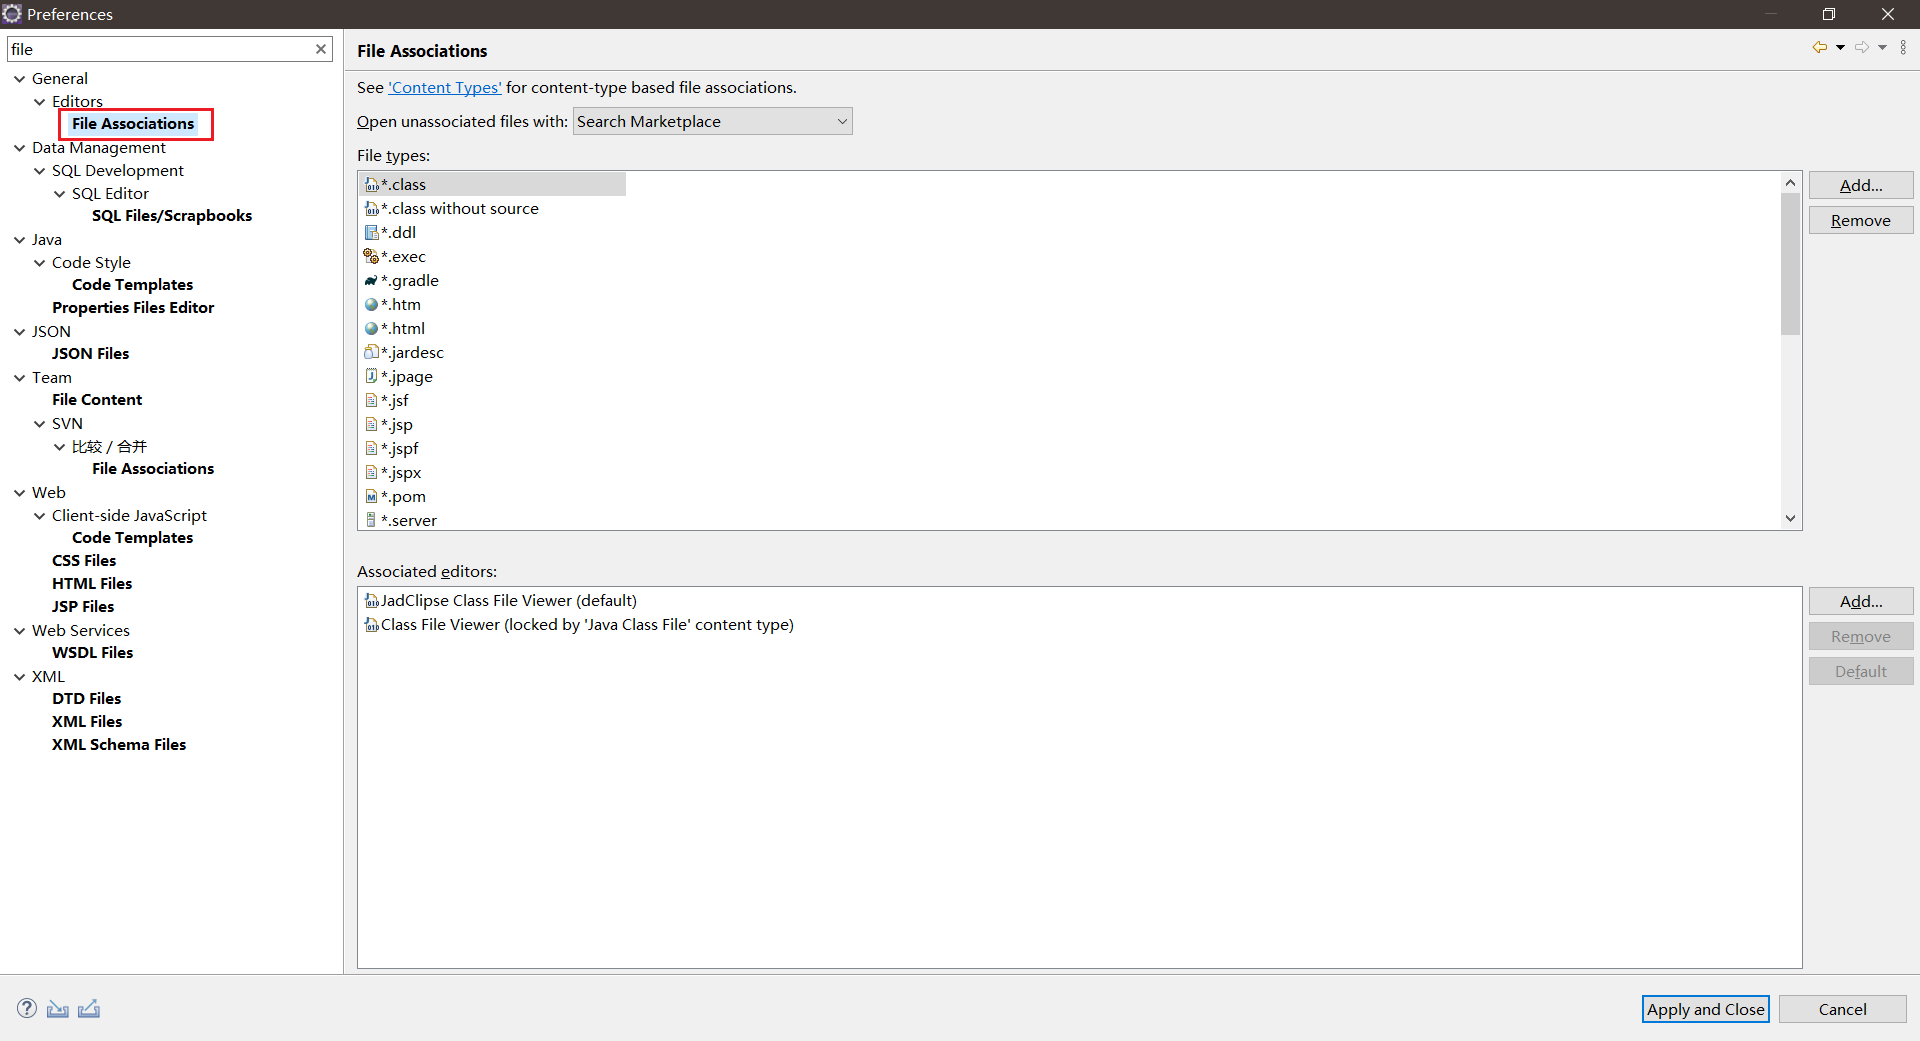 Preferences
file
General
Editors
File Associations
Data Management
SQL Development
SQL Editor
SQL Files/Scrapbooks
Java
Code Style
Code Templates
Properties Files Editor
JSON
JSON Files
Team
File Content
SVN
比较 / 合并
File Associations
Web
Client-side JavaScript
Code Templates
CSS Files
HTML Files
JSP Files
Web Services
WSDL Files
XML
DTD Files
XML Files
XML Schema Files
File Associations
See 'Content Types' for content-type based file associations.
Open unassociated files with: Search Marketplace
File types:
*.class
*.class without source
*.ddl
*.exec
*.gradle
*.htm
*.html
*.jardesc
*.jpage
*.jsf
*.jsp
*.jspf
*.jspx
*.pom
*.server
Add...
Remove
Associated editors:
JadClipse Class File Viewer (default)
Class File Viewer (locked by 'Java Class File' content type)
Add...
Remove
Default
Apply and Close
Cancel